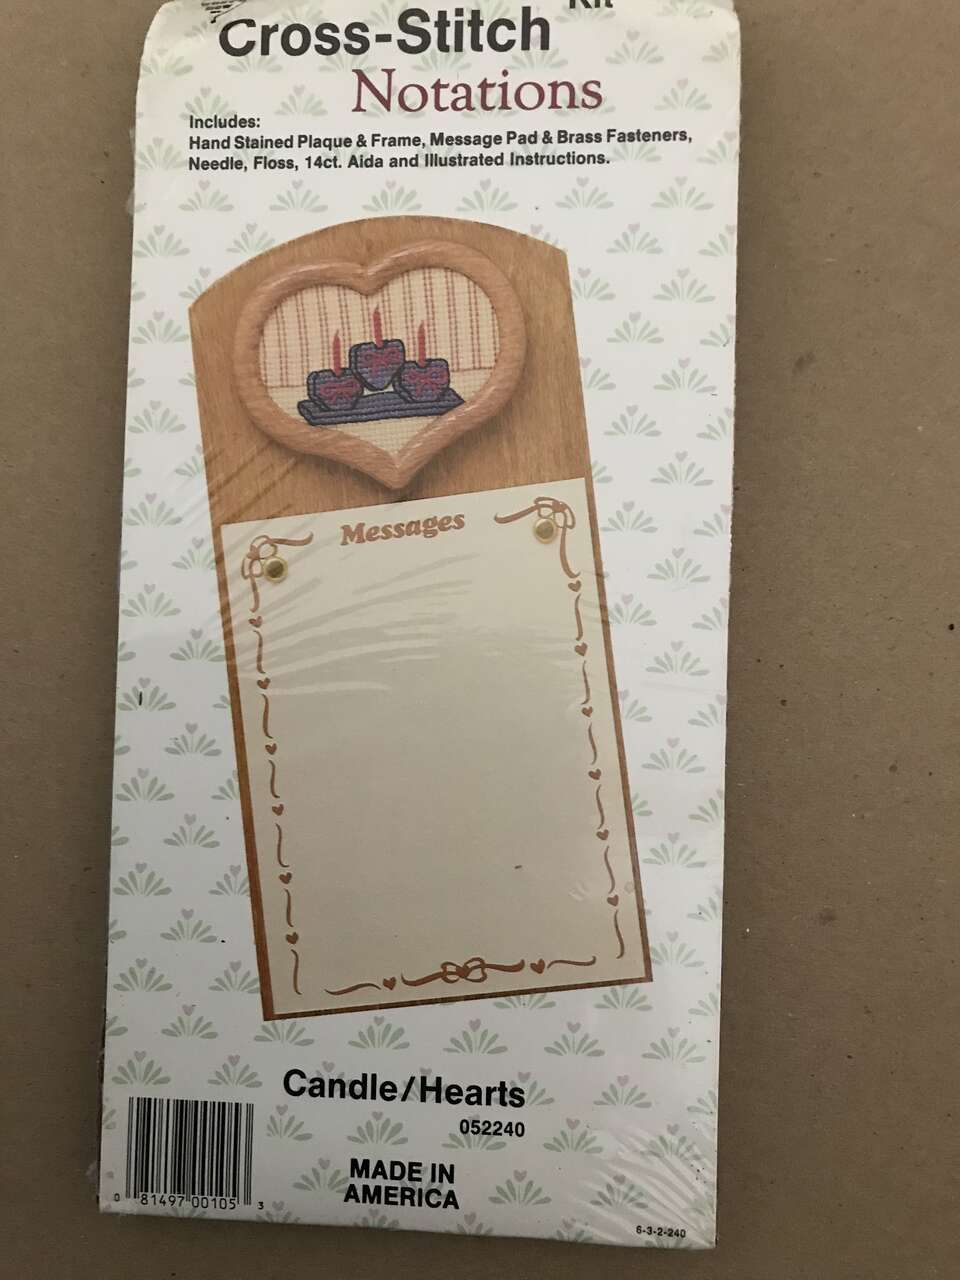 Kit
Cross-Stitch
Notations
Includes:
Hand Stained Plaque & Frame, Message Pad & Brass Fasteners,
Needle, Floss, 14ct. Aida and Illustrated Instructions.
Messages
Candle/Hearts
052240
MADE IN
AMERICA
0 81497 00105 3
6-3-2-240